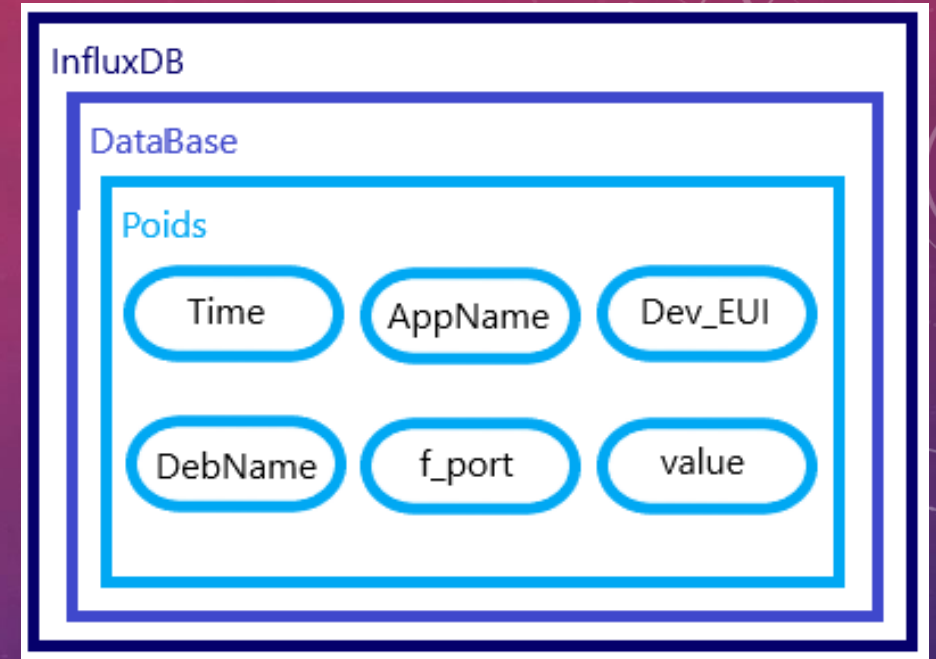 InfluxDB
DataBase
Poids
Time AppName Dev_EUI
DebName f_port value